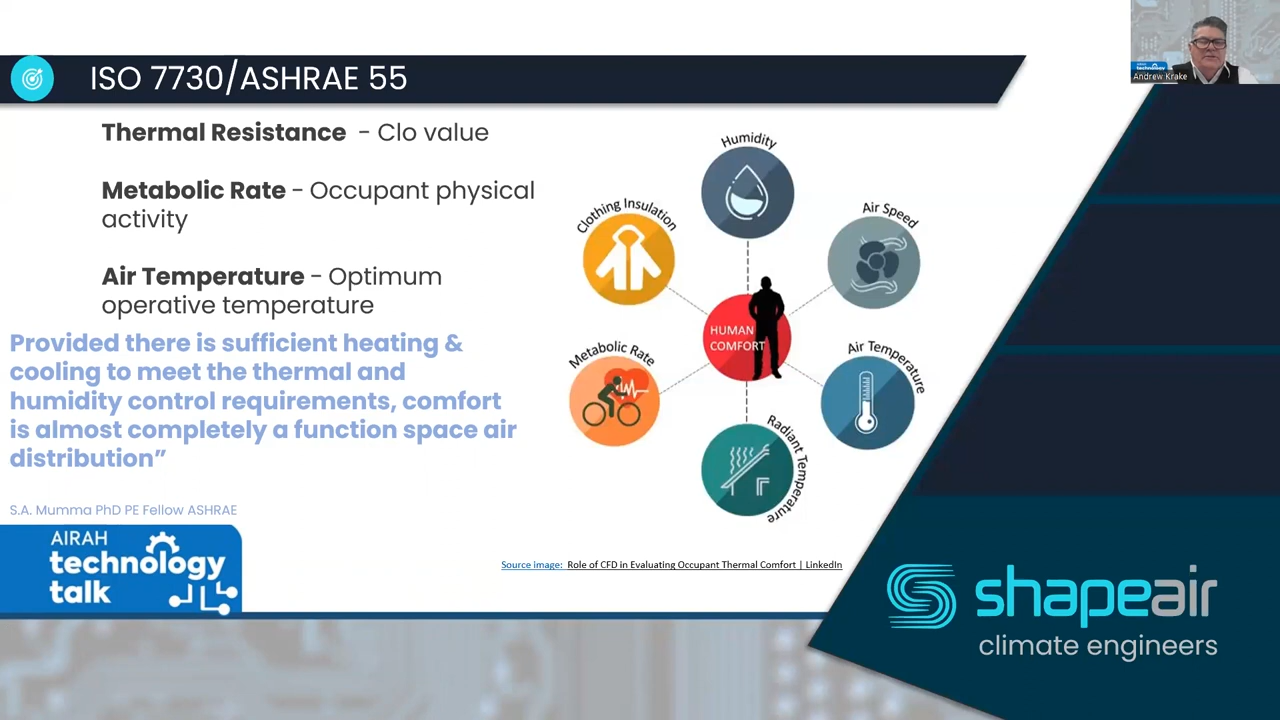 ISO 7730/ASHRAE 55
AIRAH
technology
Andrew Krake
Thermal Resistance - Clo value
Metabolic Rate - Occupant physical
activity
Air Temperature - Optimum
operative temperature
Provided there is sufficient heating &
cooling to meet the thermal and
humidity control requirements, comfort
is almost completely a function space air
distribution”
S.A. Mumma PhD PE Fellow ASHRAE
Humidity
Clothing Insulation
Air Speed
HUMAN
COMFORT
Metabolic Rate
Air Temperature
Radiant Temperature
Source image: Role of CFD in Evaluating Occupant Thermal Comfort | LinkedIn
AIRAH
technology
talk
shapeair
climate engineers